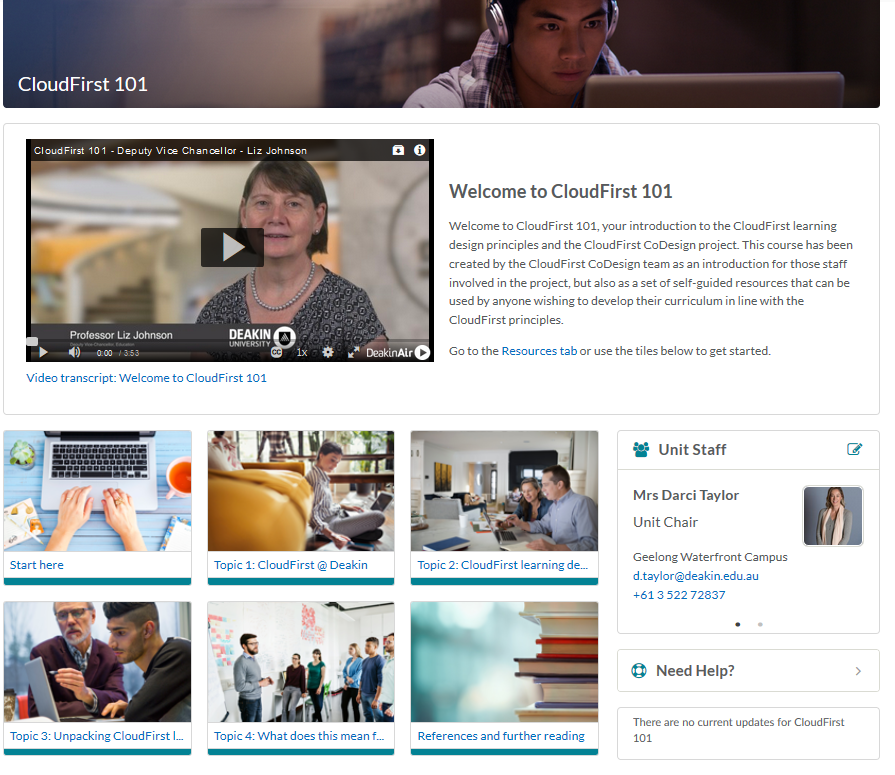 CloudFirst 101
CloudFirst 101 - Deputy Vice Chancellor - Liz Johnson
Professor Liz Johnson
Deputy Vice-Chancellor, Education
DEAKIN
UNIVERSITY
0:00 / 3:53
CC
1x
DeakinAir
Video transcript: Welcome to CloudFirst 101
Welcome to CloudFirst 101
Welcome to CloudFirst 101, your introduction to the CloudFirst learning
design principles and the CloudFirst CoDesign project. This course has been
created by the CloudFirst CoDesign team as an introduction for those staff
involved in the project, but also as a set of self-guided resources that can be
used by anyone wishing to develop their curriculum in line with the
CloudFirst principles.
Go to the Resources tab or use the tiles below to get started.
Start here
Topic 1: CloudFirst @ Deakin
Topic 2: CloudFirst learning de...
Topic 3: Unpacking CloudFirst l...
Topic 4: What does this mean f...
References and further reading
Unit Staff
Mrs Darci Taylor
Unit Chair
Geelong Waterfront Campus
d.taylor@deakin.edu.au
+61 3 522 72837
Need Help?
There are no current updates for CloudFirst
101